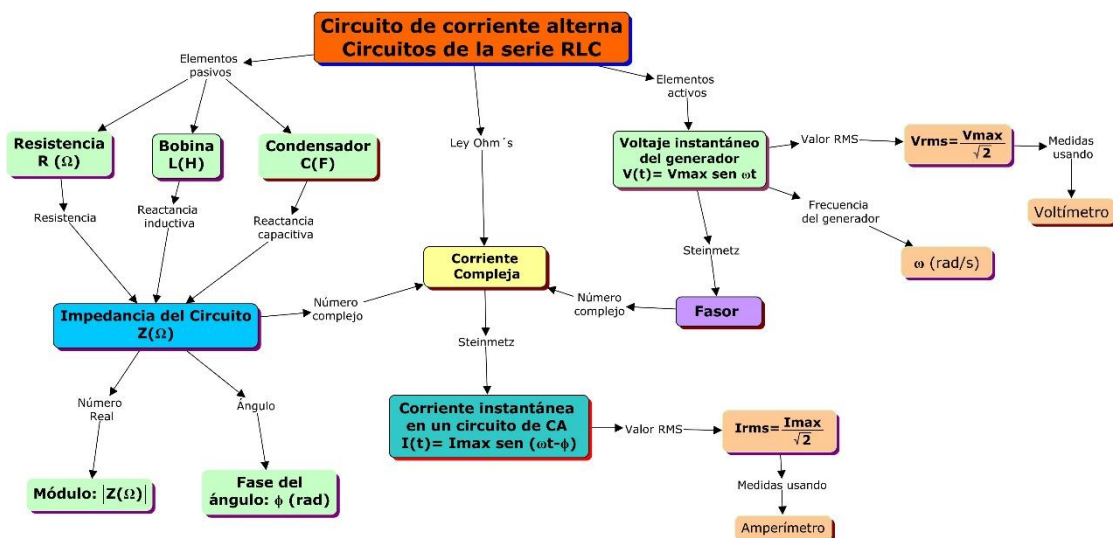 Circuito de corriente alterna
Circuitos de la serie RLC
Elementos
pasivos
Elementos
activos
Ley Ohm´s
Resistencia
R (Ω)
Bobina
L(H)
Condensador
C(F)
Voltaje instantáneo
del generador
V(t)= Vmax sen ωt
Valor RMS
Vrms=Vmax/√2
Medidas
usando
Voltímetro
Frecuencia
del generador
ω (rad/s)
Resistencia
Reactancia
inductiva
Reactancia
capacitiva
Steinmetz
Corriente
Compleja
Impedancia del Circuito
Z(Ω)
Número
complejo
Número
complejo
Fasor
Steinmetz
Número
Real
Ángulo
Corriente instantánea
en un circuito de CA
I(t)= Imax sen (ωt-ϕ)
Valor RMS
Irms=Imax/√2
Módulo: |Z(Ω)|
Fase del
ángulo: ϕ (rad)
Medidas usando
Amperímetro